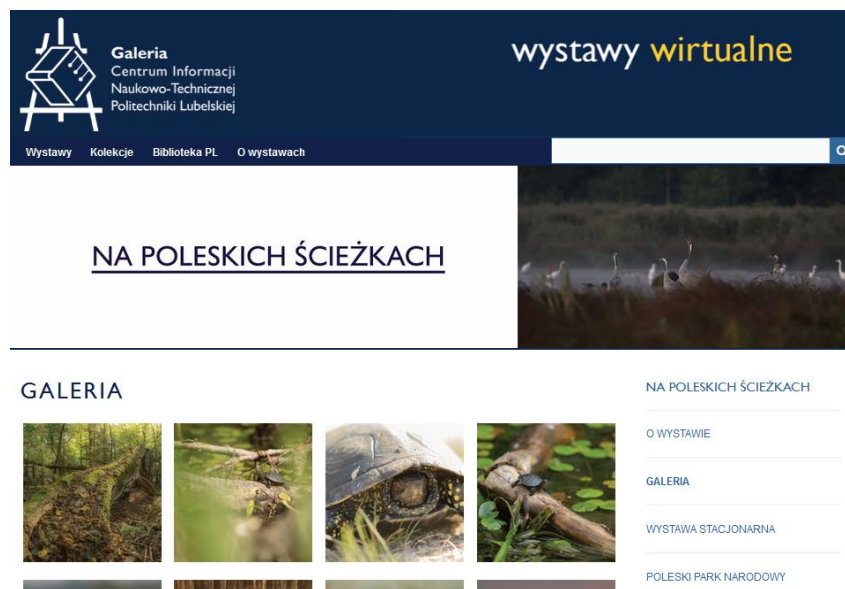 Galeria
Centrum Informacji
Naukowo-Technicznej
Politechniki Lubelskiej
wystawy wirtualne
Wystawy Kolekcje Biblioteka PL O wystawach
NA POLESKICH ŚCIEŻKACH
GALERIA
NA POLESKICH ŚCIEŻKACH
O WYSTAWIE
GALERIA
WYSTAWA STACJONARNA
POLESKI PARK NARODOWY